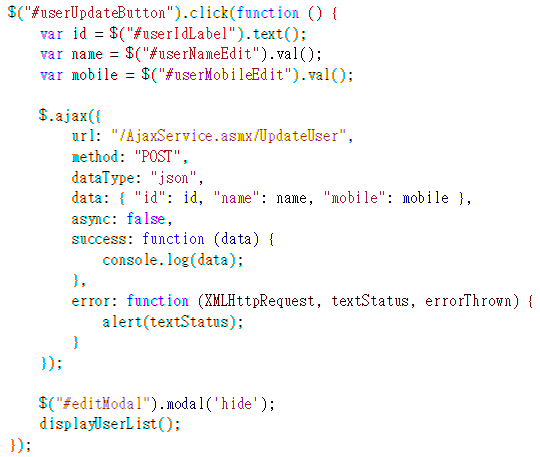 $("#userUpdateButton").click(function () {
    var id = $("#userIdLabel").text();
    var name = $("#userNameEdit").val();
    var mobile = $("#userMobileEdit").val();

    $.ajax({
        url: "/AjaxService.asmx/UpdateUser",
        method: "POST",
        dataType: "json",
        data: { "id": id, "name": name, "mobile": mobile },
        async: false,
        success: function (data) {
            console.log(data);
        },
        error: function (XMLHttpRequest, textStatus, errorThrown) {
            alert(textStatus);
        }
    });

    $("#editModal").modal('hide');
    displayUserList();
});